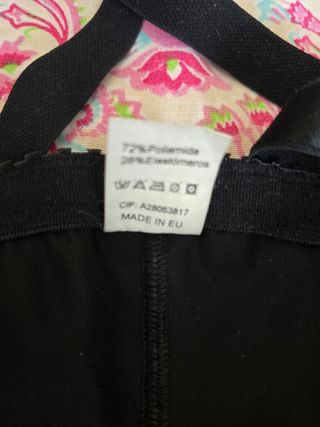 72% Poliamida
28% Elastómeros
CIF: A28053817
MADE IN EU